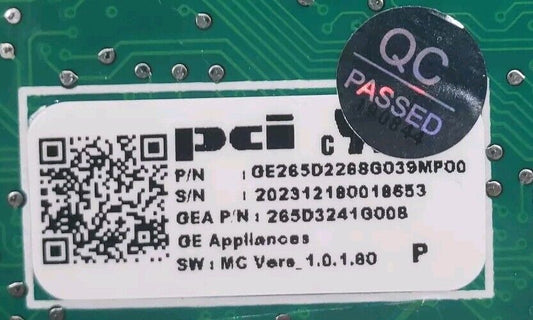 QC
PASSED
pci
P/N : GE265D2268G039MP00
S/N : 202312180018653
GEA P/N : 265D3241G008
GE Appliances
SW : MC Vers_1.0.1.80
P